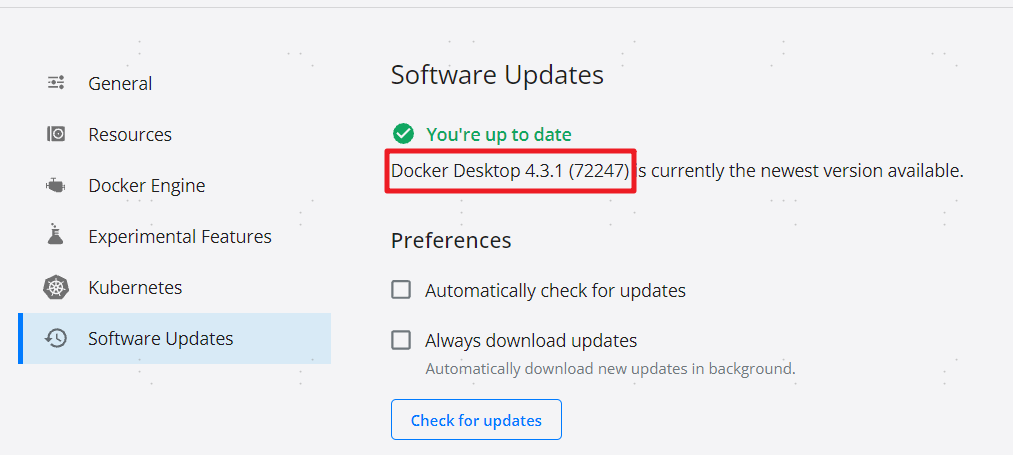 General
Resources
Docker Engine
Experimental Features
Kubernetes
Software Updates
Software Updates
You're up to date
Docker Desktop 4.3.1 (72247) is currently the newest version available.
Preferences
Automatically check for updates
Always download updates
Automatically download new updates in background.
Check for updates